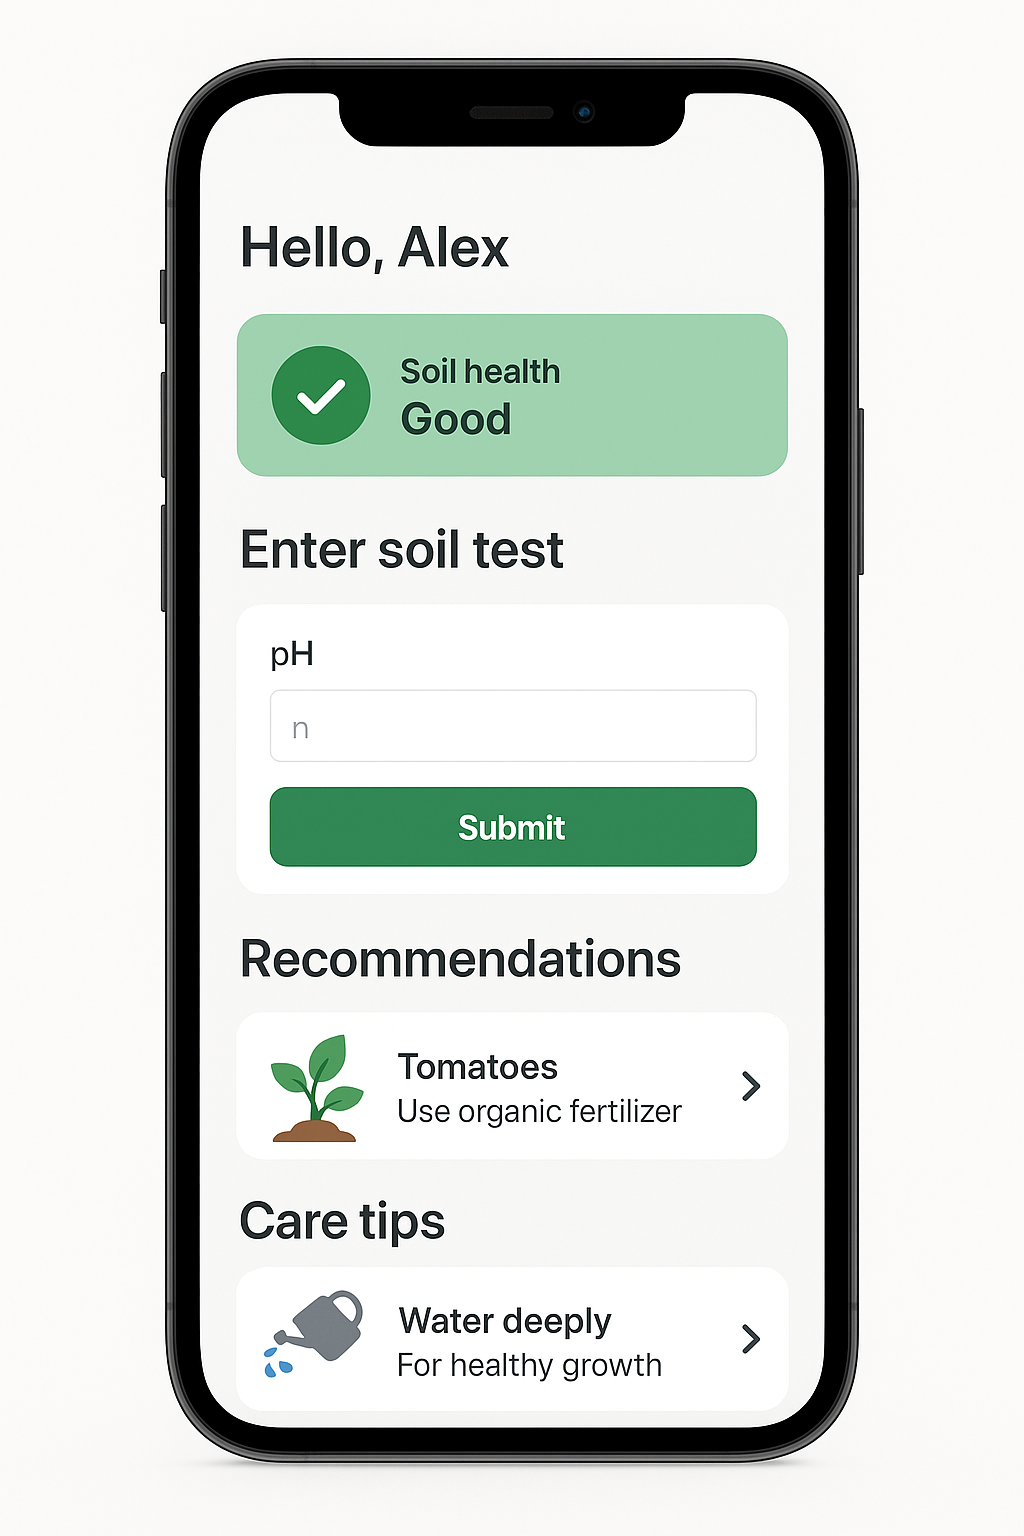 Hello, Alex
Soil health
Good
Enter soil test
pH
n
Submit
Recommendations
Tomatoes
Use organic fertilizer
Care tips
Water deeply
For healthy growth